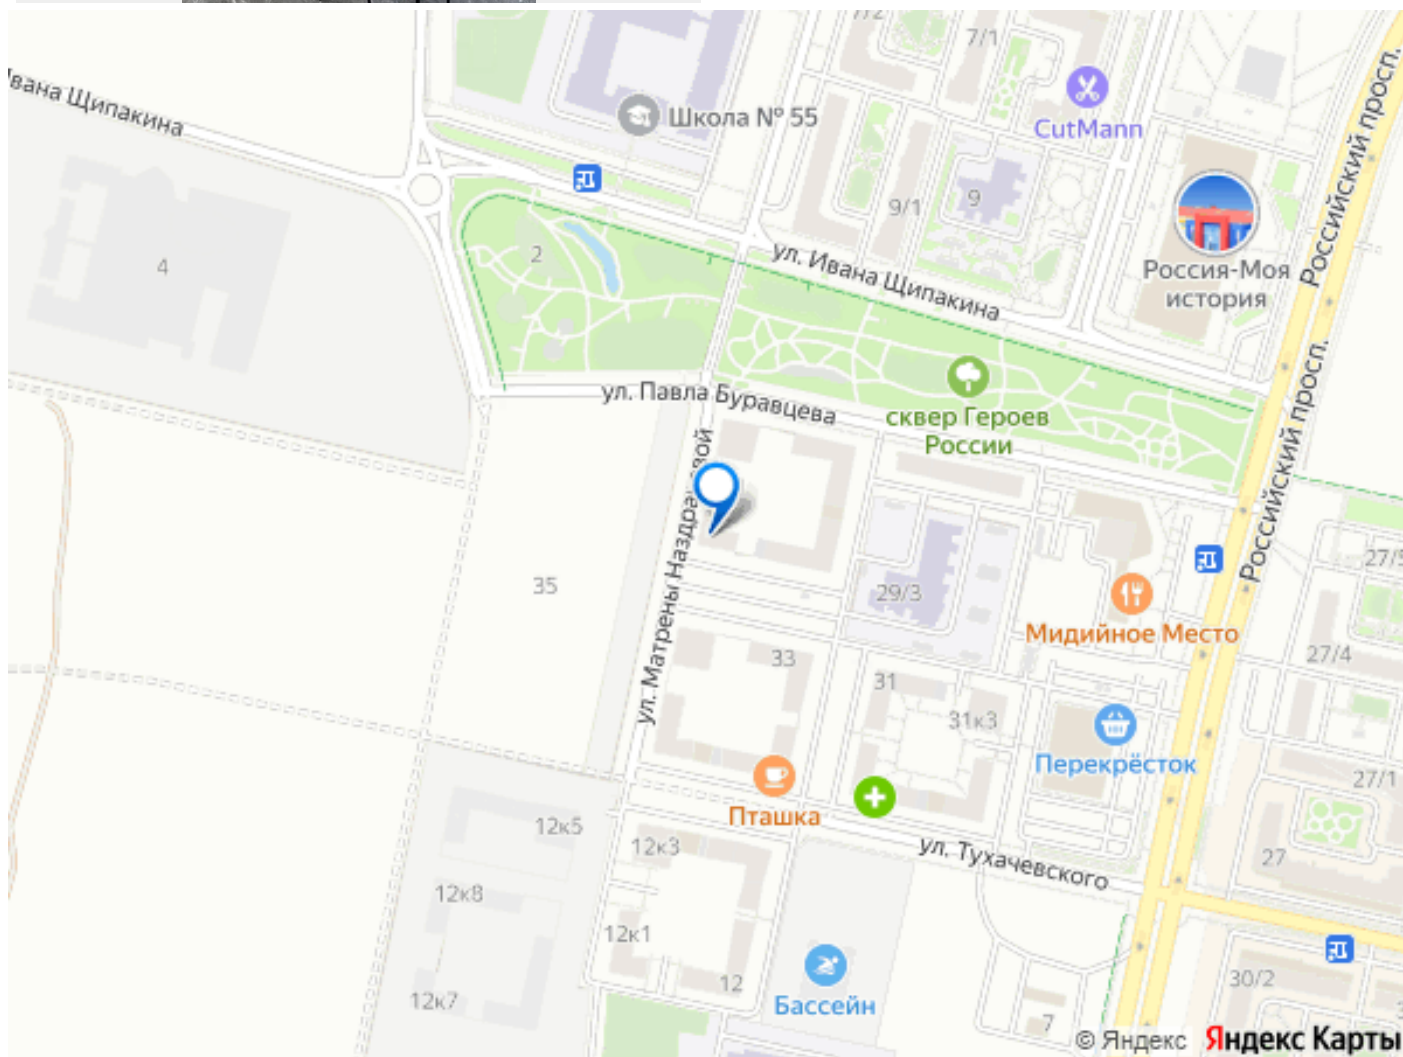 7/2
7/1
CutMann
Школа № 55
Ивана Щипакина
Российский просп.
9
9/1
2
4
ул. Ивана Щипакина
Россия-Моя
история
Российский просп.
ул. Павла Буравцева
сквер Героев
России
ул. Матрены
35
29/3
27/5
Мидийное Место
27/4
33
31
31к3
Перекрёсток
27/1
Пташка
12к5
12к3
ул. Тухачевского
27
12к8
12к1
12
Бассейн
30/2
12к7
7
© Яндекс Яндекс Карты